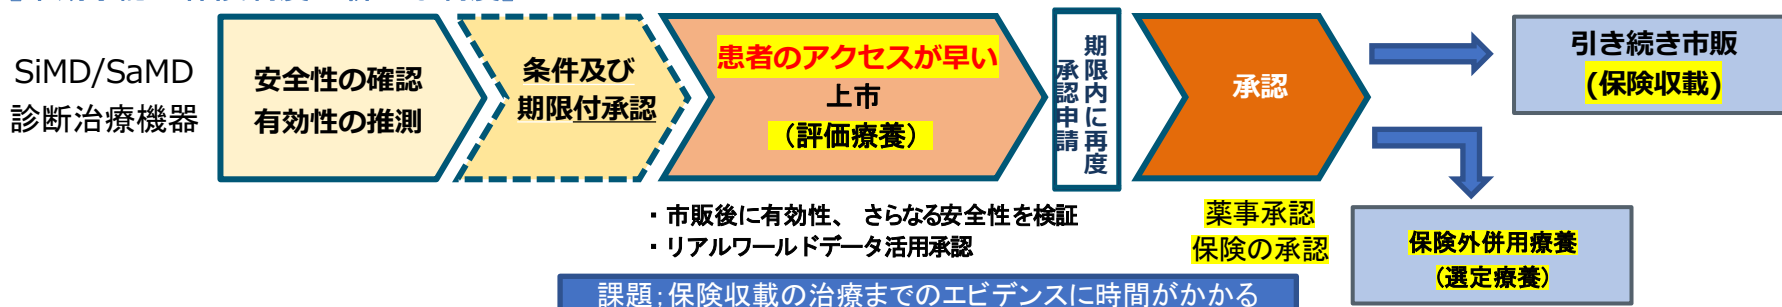 SiMD/SaMD
診断治療機器
安全性の確認
有効性の推測
条件及び
期限付承認
患者のアクセスが早い
上市
（評価療養）
期限内に再度
承認申請
承認
引き続き市販
(保険収載)
・市販後に有効性、さらなる安全性を検証
・リアルワールドデータ活用承認
薬事承認
保険の承認
保険外併用療養
（選定療養）
課題；保険収載の治療までのエビデンスに時間がかかる